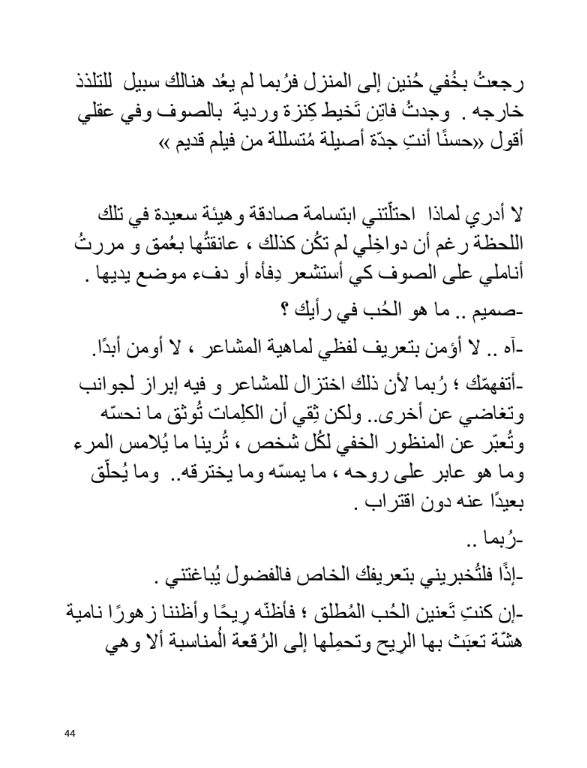 رجعتُ بخُفي حُنين إلى المنزل فرُبما لم يعُد هنالك سبيل للتلذذ
خارجه . وجدتُ فاتِن تَخيط كِنزة وردية بالصوف وفي عقلي
أقول «حسنًا أنتِ جدّة أصيلة مُتسللة من فيلم قديم »
لا أدري لماذا احتلّتني ابتسامة صادقة وهيئة سعيدة في تلك
اللحظة رغم أن دواخِلي لم تكُن كذلك ، عانقتُها بعُمق و مررتُ
أناملي على الصوف كي أستشعر دِفأه أو دفء موضع يديها .
-صميم .. ما هو الحُب في رأيك ؟
-آه .. لا أؤمن بتعريف لفظي لماهية المشاعر ، لا أومن أبدًا.
-أتفهمّك ؛ رُبما لأن ذلك اختزال للمشاعر و فيه إبراز لجوانب
وتغاضي عن أخرى.. ولكن ثِقي أن الكلِمات تُوثق ما نحسّه
وتُعبّر عن المنظور الخفي لكُل شخص ، تُرينا ما يُلامس المرء
وما هو عابر على روحه ، ما يمسّه وما يخترقه.. وما يُحلّق
بعيدًا عنه دون اقتراب .
-رُبما ..
-إذًا فلتُخبريني بتعريفك الخاص فالفضول يُباغتني .
-إن كنتِ تَعنين الحُب المُطلق ؛ فأظنّه رِيحًا وأظننا زهورًا نامية
هشّة تعبَث بها الرِيح وتحمِلها إلى الرُقعة الُمناسبة ألا وهي
44